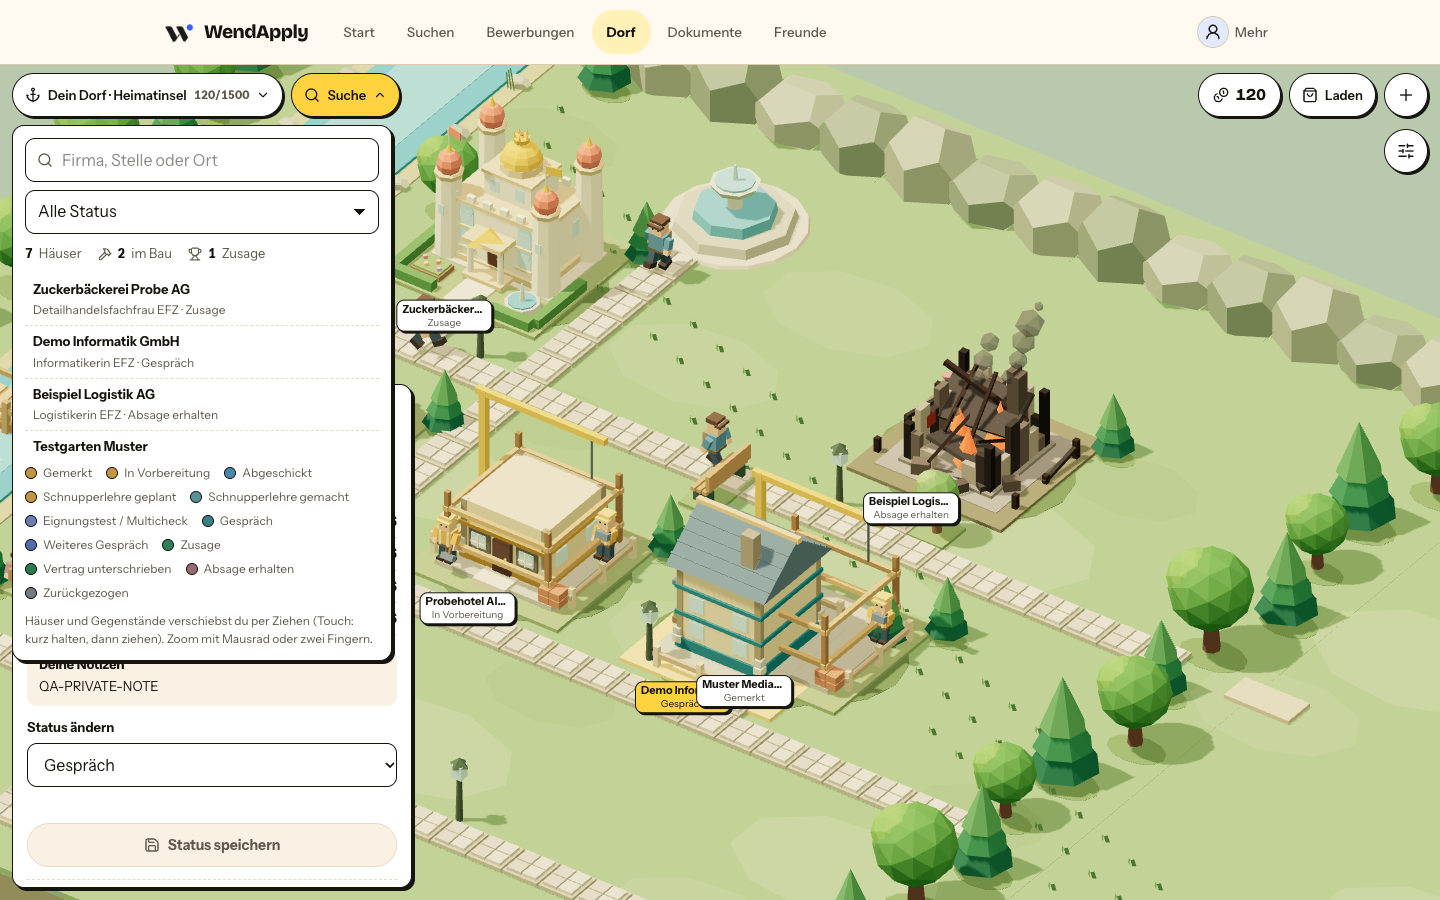 WendApply
Start
Suchen
Bewerbungen
Dorf
Dokumente
Freunde
Mehr
Dein Dorf · Heimatinsel 120/1500
Suche
120
Laden
Firma, Stelle oder Ort
Alle Status
7 Häuser 2 im Bau 1 Zusage
Zuckerbäckerei Probe AG
Detailhandelsfachfrau EFZ · Zusage
Demo Informatik GmbH
Informatikerin EFZ · Gespräch
Beispiel Logistik AG
Logistikerin EFZ · Absage erhalten
Testgarten Muster
Gemerkt In Vorbereitung Abgeschickt
Schnupperlehre geplant Schnupperlehre gemacht
Eignungstest / Multicheck Gespräch
Weiteres Gespräch Zusage
Vertrag unterschrieben Absage erhalten
Zurückgezogen
Häuser und Gegenstände verschiebst du per Ziehen (Touch:
kurz halten, dann ziehen). Zoom mit Mausrad oder zwei Fingern.
Deine Notizen
QA-PRIVATE-NOTE
Status ändern
Gespräch
Status speichern
Zuckerbäcker...
Zusage
Beispiel Logis...
Absage erhalten
Probehotel Al...
In Vorbereitung
Demo Infor
Gespräc
Muster Media...
Gemerkt